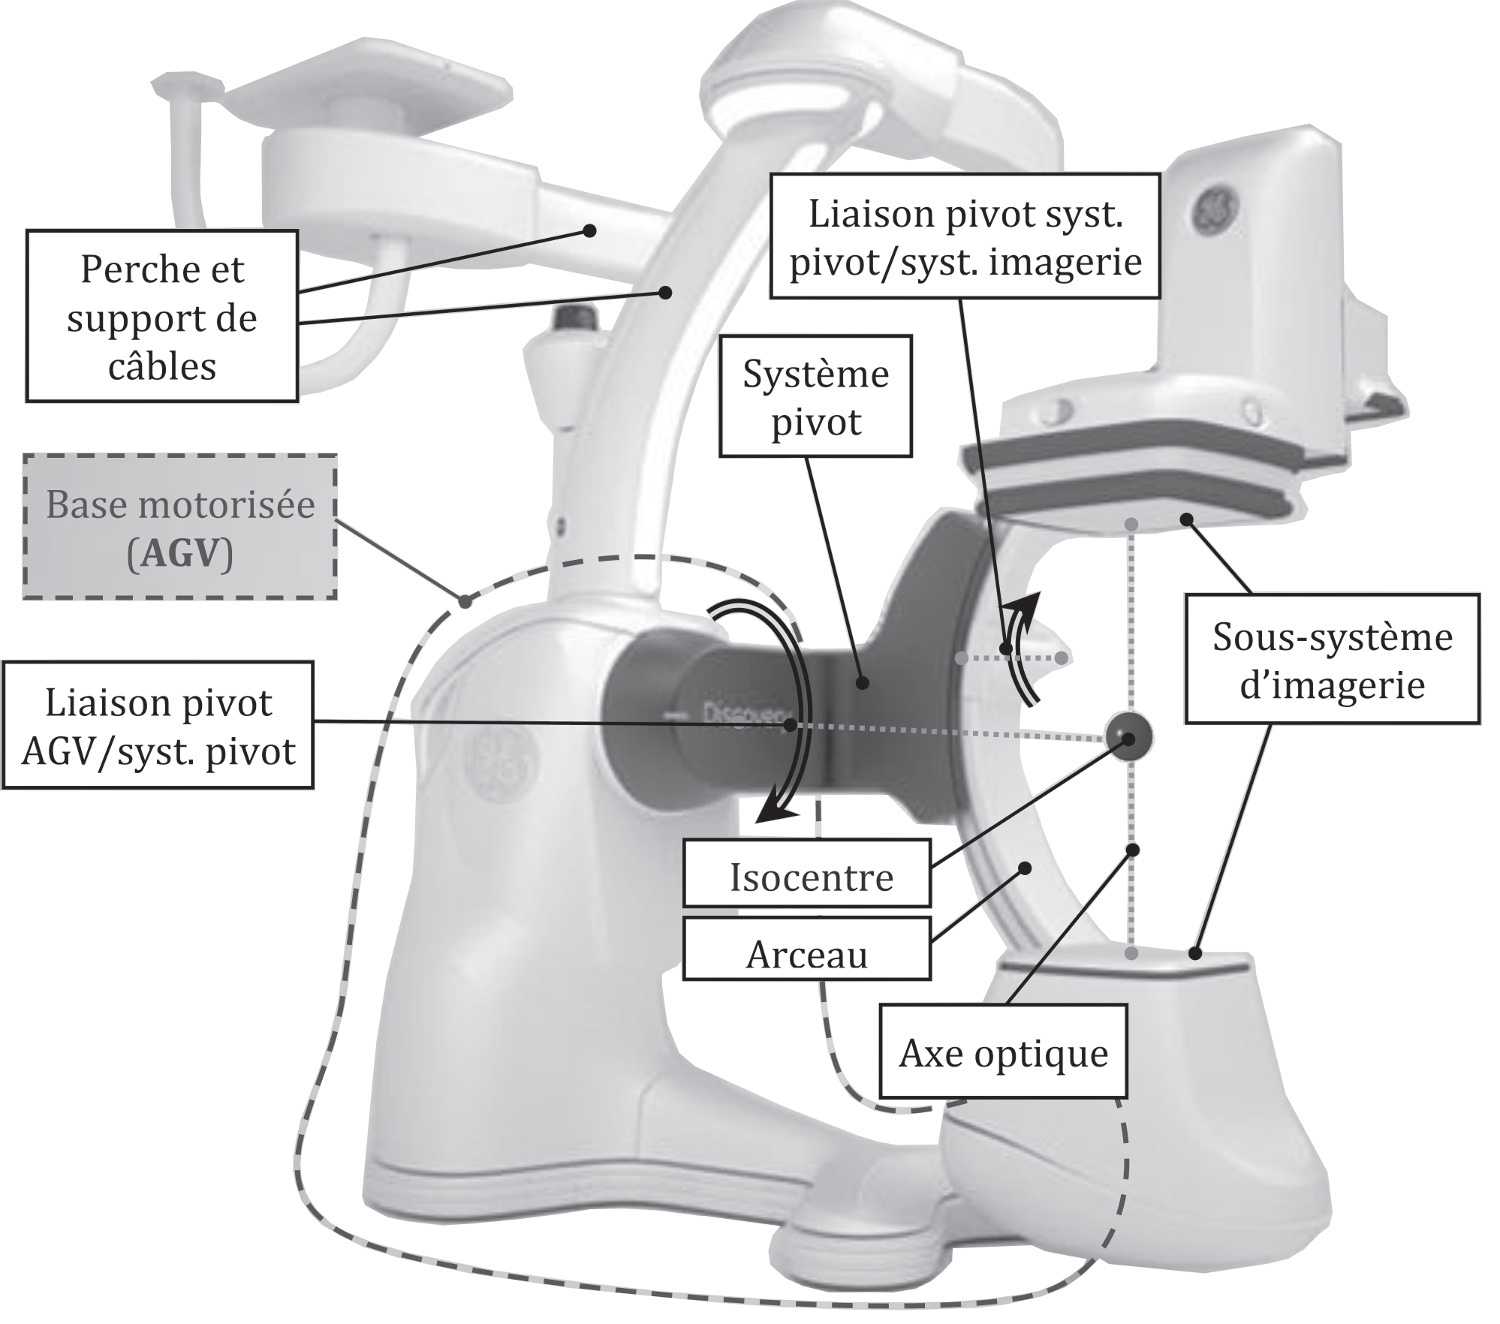 Perche et
support de
câbles
Liaison pivot syst.
pivot/syst. imagerie
Système
pivot
Base motorisée
(AGV)
Sous-système
d'imagerie
Liaison pivot
AGV/syst. pivot
Discovery
Isocentre
Arceau
Axe optique